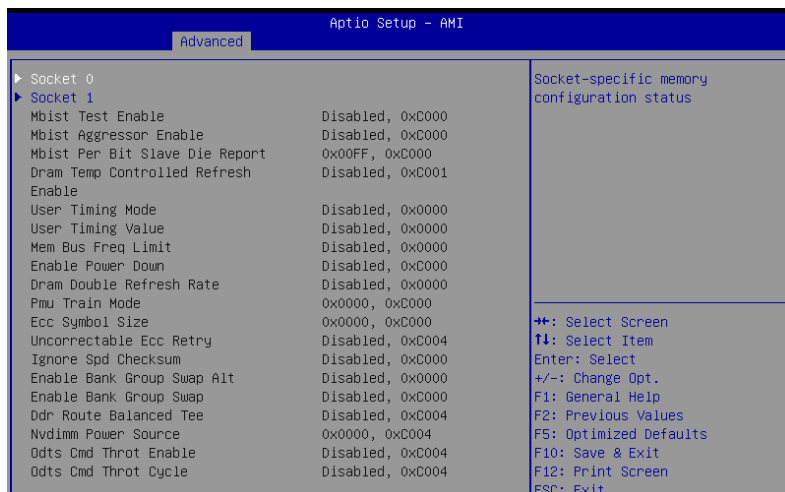 Aptio Setup - AMI
Advanced
Socket 0
Socket 1
Mbist Test Enable Disabled, 0xC000
Mbist Aggressor Enable Disabled, 0xC000
Mbist Per Bit Slave Die Report 0x00FF, 0xC000
Dram Temp Controlled Refresh Disabled, 0xC001
Enable
User Timing Mode Disabled, 0x0000
User Timing Value Disabled, 0x0000
Mem Bus Freq Limit Disabled, 0x0000
Enable Power Down Disabled, 0xC000
Dram Double Refresh Rate Disabled, 0x0000
Pmu Train Mode 0x0000, 0xC000
Ecc Symbol Size 0x0000, 0xC000
Uncorrectable Ecc Retry Disabled, 0xC004
Ignore Spd Checksum Disabled, 0xC000
Enable Bank Group Swap Alt Disabled, 0x0000
Enable Bank Group Swap Disabled, 0xC000
Ddr Route Balanced Tee Disabled, 0xC004
Nvdimm Power Source 0x0000, 0xC004
Odts Cmd Throt Enable Disabled, 0xC004
Odts Cmd Throt Cycle Disabled, 0xC004
Socket-specific memory
configuration status
→←: Select Screen
↑↓: Select Item
Enter: Select
+/-: Change Opt.
F1: General Help
F2: Previous Values
F5: Optimized Defaults
F10: Save & Exit
F12: Print Screen
ESC: Exit